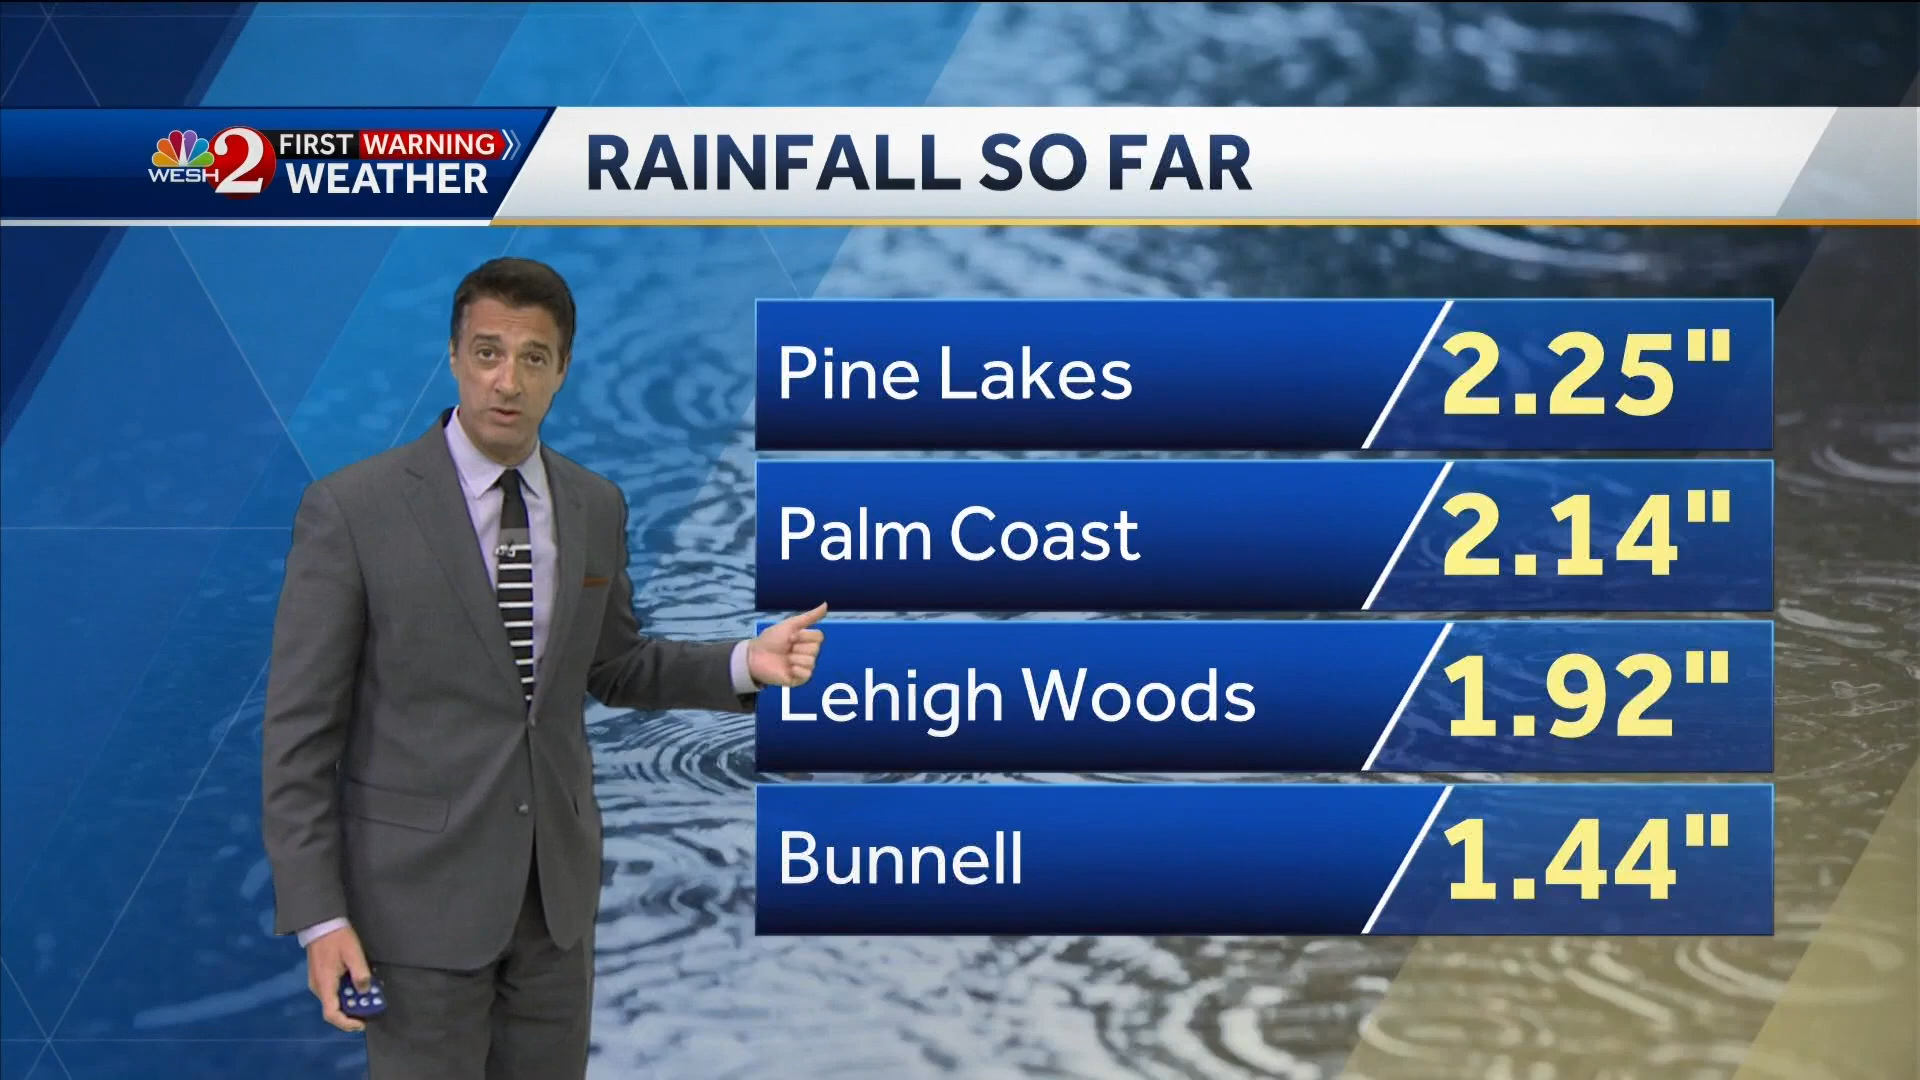 WESH 2 FIRST WARNING
WEATHER
RAINFALL SO FAR
Pine Lakes 2.25"
Palm Coast 2.14"
Lehigh Woods 1.92"
Bunnell 1.44"